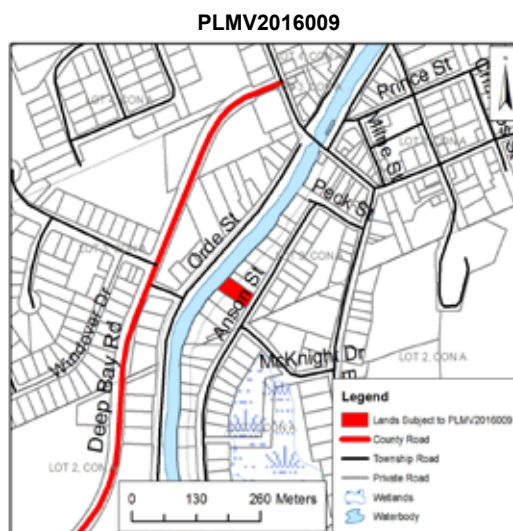 PLMV2016009
Prince St
Milne St
Peck St
Orde St
Anson St
Windover Dr
Deep Bay Rd
McKnight Dr
LOT 2, CON A
LOT 2, CON A
Legend
Lands Subject to PLMV2016009
County Road
Township Road
Private Road
Wetlands
Waterbody
0 130 260 Meters